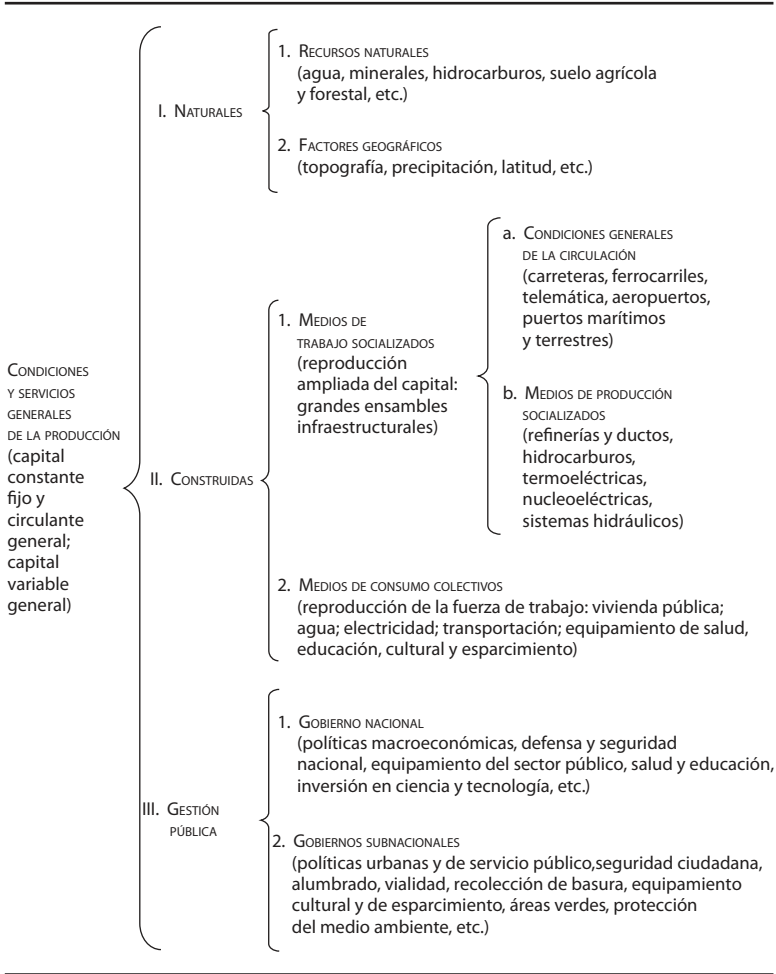 Condiciones
y servicios
generales
de la producción
(capital
constante
fijo y
circulante
general;
capital
variable
general)
I. Naturales
1. Recursos naturales
(agua, minerales, hidrocarburos, suelo agrícola
y forestal, etc.)
2. Factores geográficos
(topografía, precipitación, latitud, etc.)
II. Construidas
1. Medios de
trabajo socializados
(reproducción
ampliada del capital:
grandes ensambles
infraestructurales)
a. Condiciones generales
de la circulación
(carreteras, ferrocarriles,
telemática, aeropuertos,
puertos marítimos
y terrestres)
b. Medios de producción
socializados
(refinerías y ductos,
hidrocarburos,
termoeléctricas,
nucleoeléctricas,
sistemas hidráulicos)
2. Medios de consumo colectivos
(reproducción de la fuerza de trabajo: vivienda pública;
agua; electricidad; transportación; equipamiento de salud,
educación, cultural y esparcimiento)
III. Gestión
pública
1. Gobierno nacional
(políticas macroeconómicas, defensa y seguridad
nacional, equipamiento del sector público, salud y educación,
inversión en ciencia y tecnología, etc.)
2. Gobiernos subnacionales
(políticas urbanas y de servicio público,seguridad ciudadana,
alumbrado, vialidad, recolección de basura, equipamiento
cultural y de esparcimiento, áreas verdes, protección
del medio ambiente, etc.)